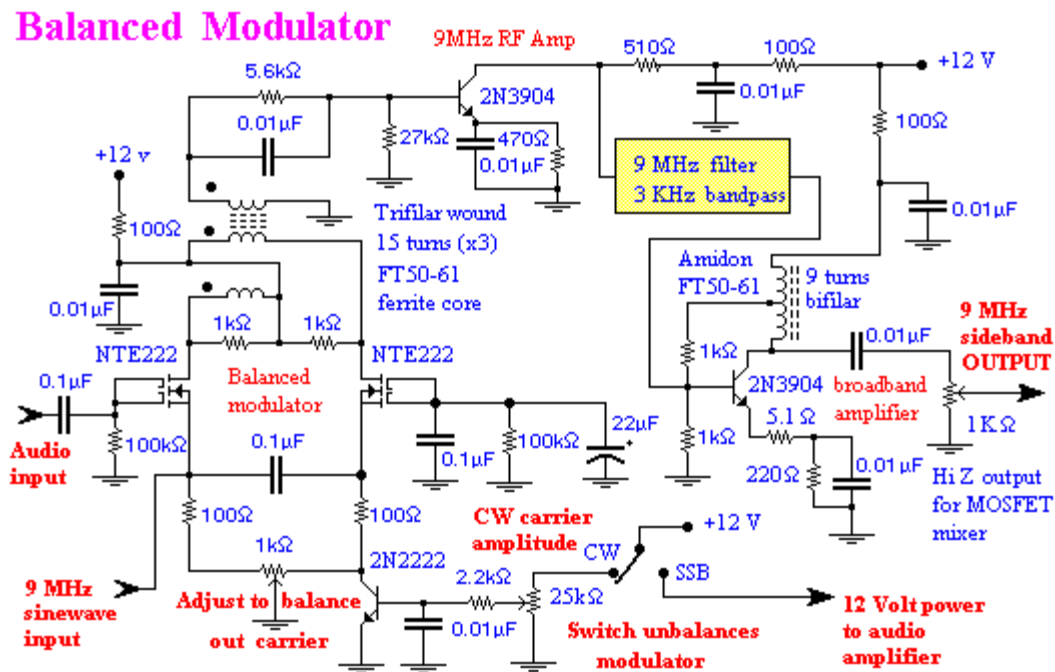 Balanced Modulator
9MHz RF Amp
510Ω
100Ω
+12 V
5.6kΩ
0.01µF
2N3904
27kΩ
470Ω
0.01µF
0.01µF
100Ω
9 MHz filter
3 KHz bandpass
0.01µF
+12 v
100Ω
0.01µF
Trifilar wound
15 turns (x3)
FT50-61
ferrite core
Amidon
FT50-61
9 turns
bifilar
1kΩ
1kΩ
NTE222
NTE222
Balanced
modulator
0.1µF
Audio
input
100kΩ
0.1µF
0.1µF
100kΩ
22µF
+
1kΩ
1kΩ
2N3904
0.01µF
broadband
amplifier
9 MHz
sideband
OUTPUT
1KΩ
5.1Ω
220Ω
0.01µF
Hi Z output
for MOSFET
mixer
100Ω
100Ω
1kΩ
2N2222
9 MHz
sinewave
input
Adjust to balance
out carrier
CW carrier
amplitude
2.2kΩ
0.01µF
25kΩ
CW
+12 V
SSB
Switch unbalances
modulator
12 Volt power
to audio
amplifier